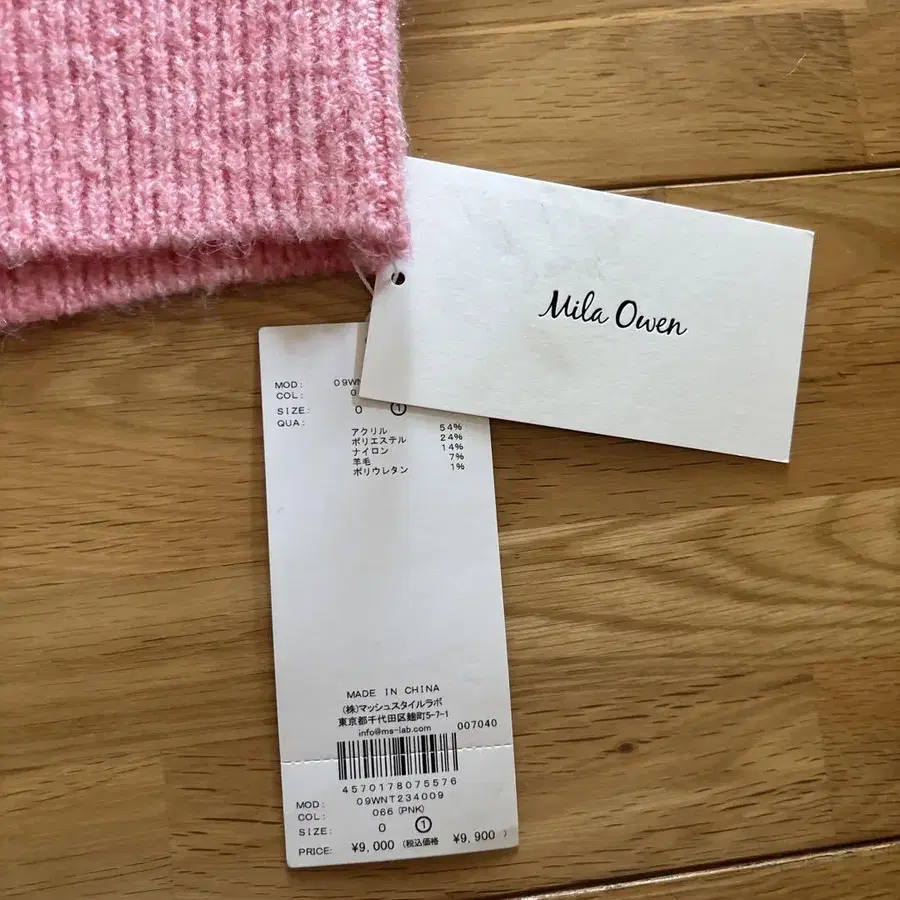 Mila Owen
MOD: 09WN
COL: 0
SIZE: 0 ①
QUA:
アクリル 54%
ポリエステル 24%
ナイロン 14%
羊毛 7%
ポリウレタン 1%
MADE IN CHINA
(株)マッシュスタイルラボ
東京都千代田区麹町5-7-1
info@ms-lab.com 007040
4570178075576
MOD: 09WNT234009
COL: 066(PNK)
SIZE: 0 ①
PRICE: ¥9,000 (税込価格 ¥9,900)